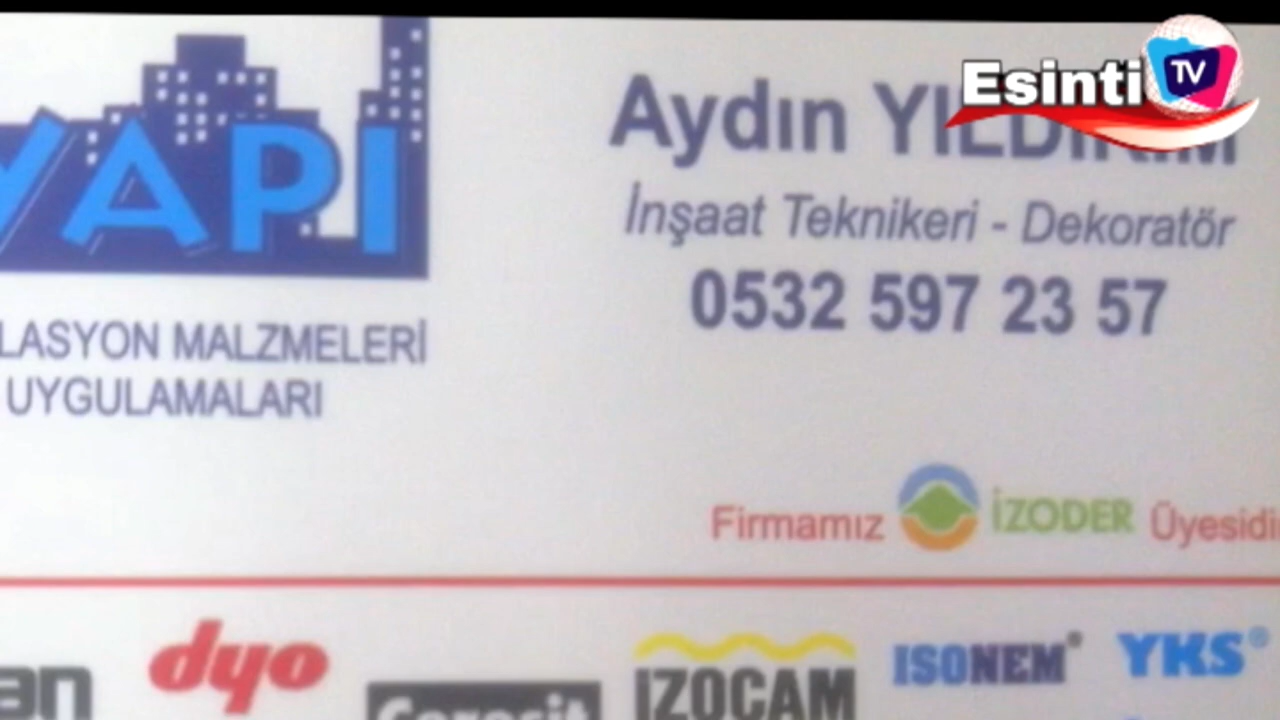 Esinti TV
YAPI
Aydın YILDIRIM
İnşaat Teknikeri - Dekoratör
0532 597 23 57
LASYON MALZMELERİ
UYGULAMALARI
Firmamız İZODER Üyesidi
dyo
İZOCAM
ISONEM
YKS